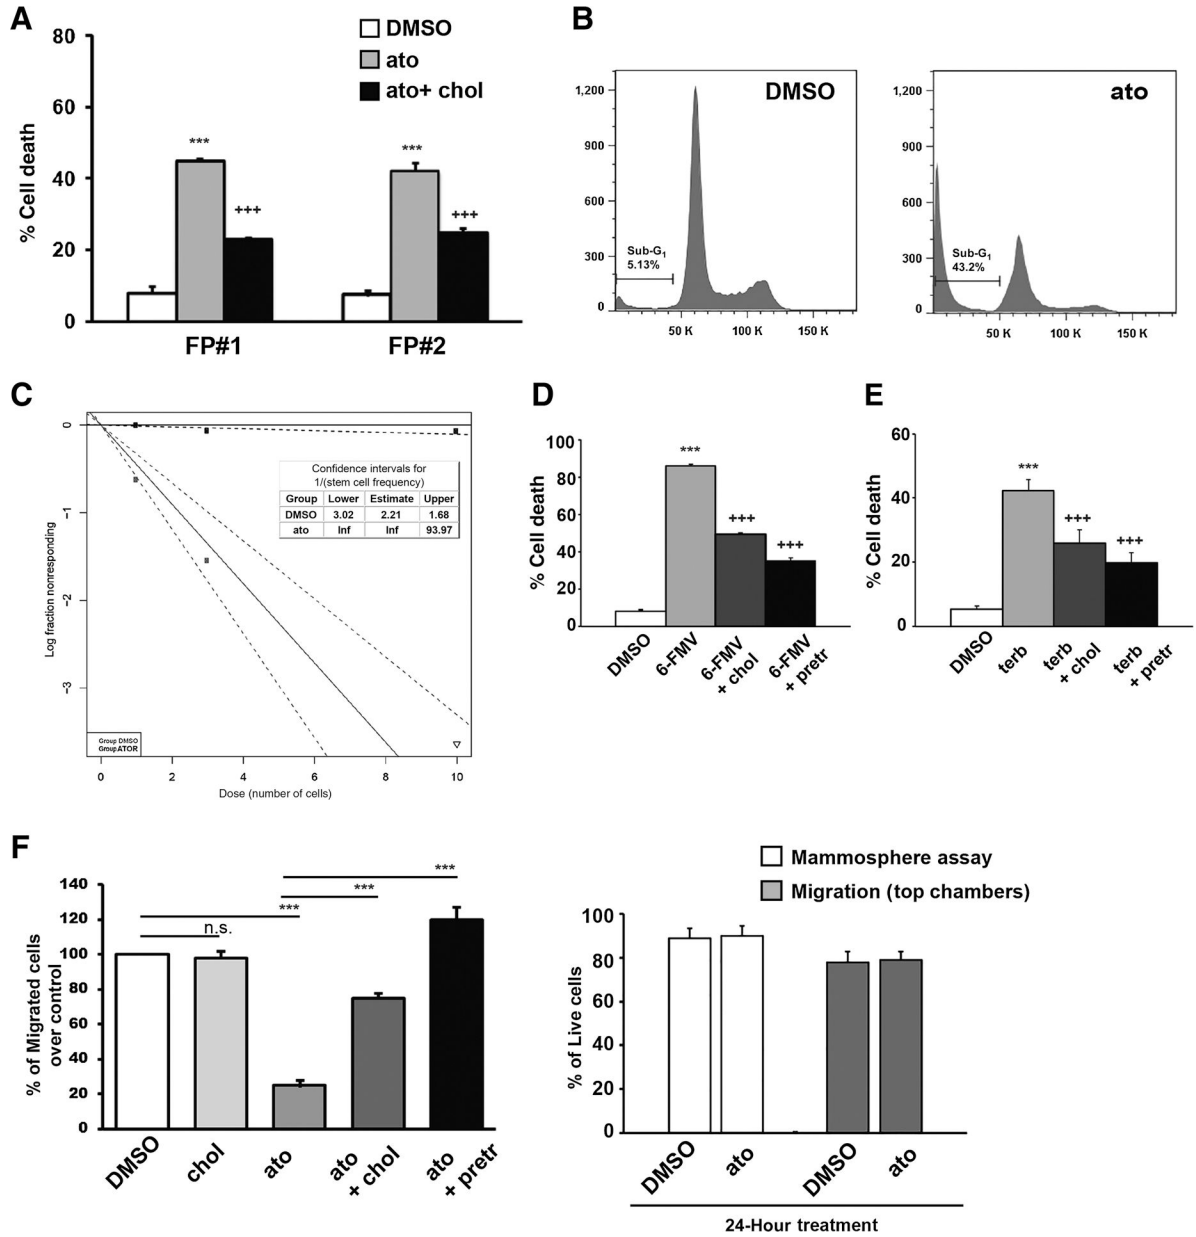 A
80
60
40
20
0
% Cell death
DMSO
ato
ato+ chol
***
+++
***
+++
FP#1
FP#2
B
DMSO
1,200
900
600
300
0
Sub-G1
5.13%
50 K
100 K
150 K
ato
1,200
900
600
300
0
Sub-G1
43.2%
50 K
100 K
150 K
C
0
−1
−2
−3
Log fraction nonresponding
Confidence intervals for
1/(stem cell frequency)
Group Lower Estimate Upper
DMSO 3.02 2.21 1.68
ato Inf Inf 93.97
Group DMSO
Group ATOR
0 2 4 6 8 10
Dose (number of cells)
D
100
80
60
40
20
0
% Cell death
***
+++
+++
DMSO
6-FMV
6-FMV
+ chol
6-FMV
+ pretr
E
60
40
20
0
% Cell death
***
+++
+++
DMSO
terb
terb
+ chol
terb
+ pretr
F
140
120
100
80
60
40
20
0
% of Migrated cells
over control
***
***
***
n.s.
DMSO
chol
ato
ato
+ chol
ato
+ pretr
Mammosphere assay
Migration (top chambers)
100
80
60
40
20
0
% of Live cells
DMSO
ato
DMSO
ato
24-Hour treatment